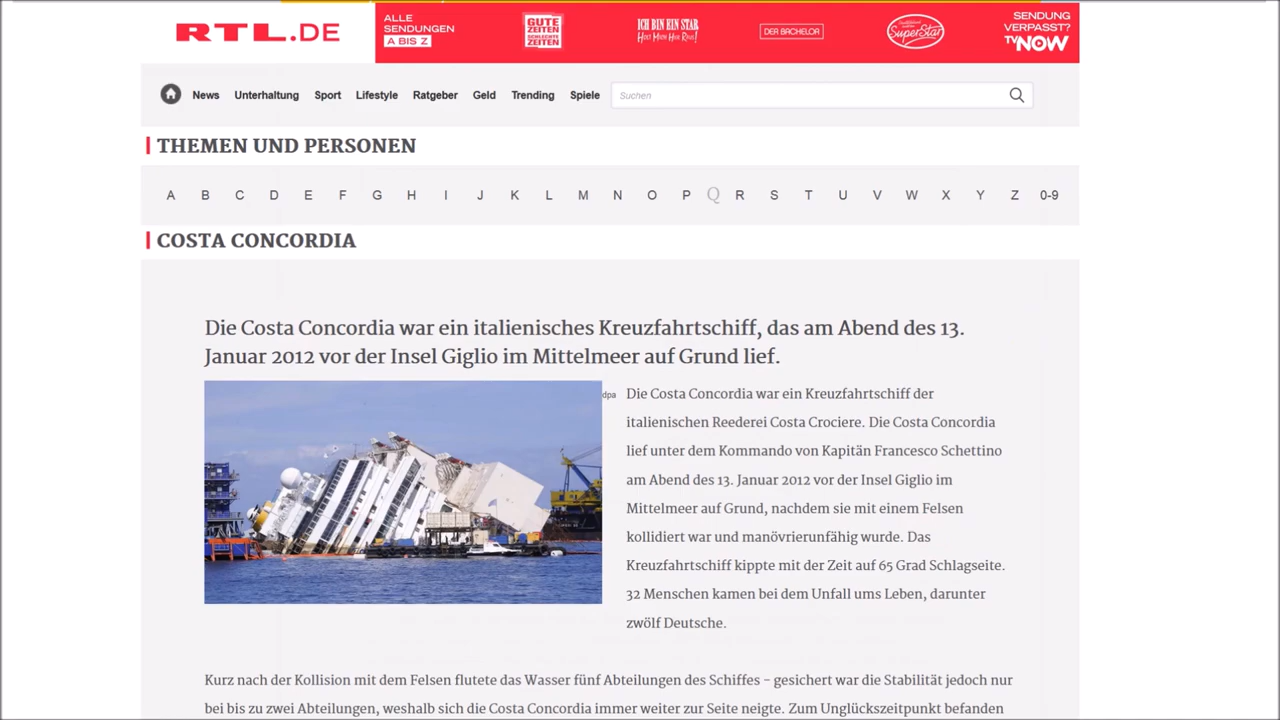 RTL.DE
ALLE
SENDUNGEN
A BIS Z
GUTE
ZEITEN
SCHLECHTE
ZEITEN
ICH BIN EIN STAR
HOLT MICH HIER RAUS!
DER BACHELOR
Deutschland
sucht den
SuperStar
SENDUNG
VERPASST?
TVNOW
News Unterhaltung Sport Lifestyle Ratgeber Geld Trending Spiele Suchen
THEMEN UND PERSONEN
A B C D E F G H I J K L M N O P Q R S T U V W X Y Z 0-9
COSTA CONCORDIA
Die Costa Concordia war ein italienisches Kreuzfahrtschiff, das am Abend des 13.
Januar 2012 vor der Insel Giglio im Mittelmeer auf Grund lief.
dpa
Die Costa Concordia war ein Kreuzfahrtschiff der
italienischen Reederei Costa Crociere. Die Costa Concordia
lief unter dem Kommando von Kapitän Francesco Schettino
am Abend des 13. Januar 2012 vor der Insel Giglio im
Mittelmeer auf Grund, nachdem sie mit einem Felsen
kollidiert war und manövrierunfähig wurde. Das
Kreuzfahrtschiff kippte mit der Zeit auf 65 Grad Schlagseite.
32 Menschen kamen bei dem Unfall ums Leben, darunter
zwölf Deutsche.
Kurz nach der Kollision mit dem Felsen flutete das Wasser fünf Abteilungen des Schiffes - gesichert war die Stabilität jedoch nur
bei bis zu zwei Abteilungen, weshalb sich die Costa Concordia immer weiter zur Seite neigte. Zum Unglückszeitpunkt befanden